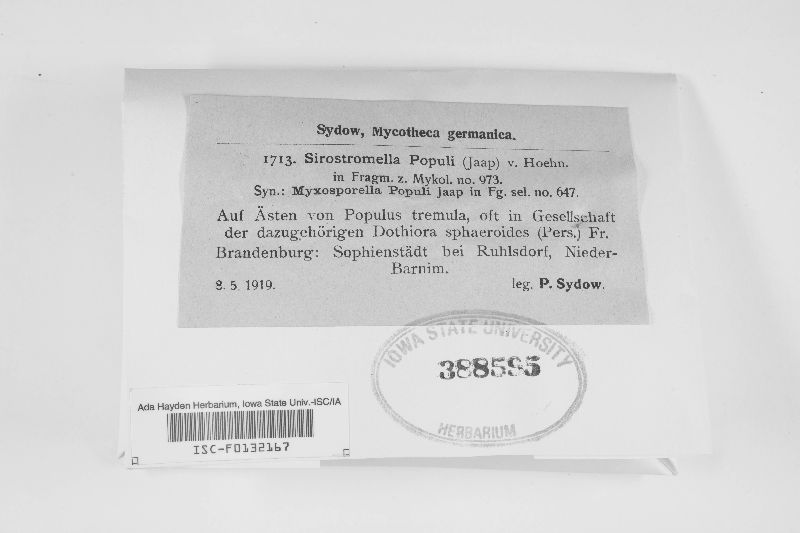 Sydow, Mycotheca germanica.
1713. Sirostromella Populi (Jaap) v. Hoehn.
in Fragm. z. Mykol. no. 973.
Syn.: Myxosporella Populi Jaap in Fg. sel. no. 647.
Auf Ästen von Populus tremula, oft in Gesellschaft
der dazugehörigen Dothiora sphaeroides (Pers.) Fr.
Brandenburg: Sophienstädt bei Ruhlsdorf, Nieder-
Barnim.
8. 5. 1919. leg. P. Sydow.
IOWA STATE UNIVERSITY
388595
HERBARIUM
Ada Hayden Herbarium, Iowa State Univ.-ISC/IA
ISC-F0132167